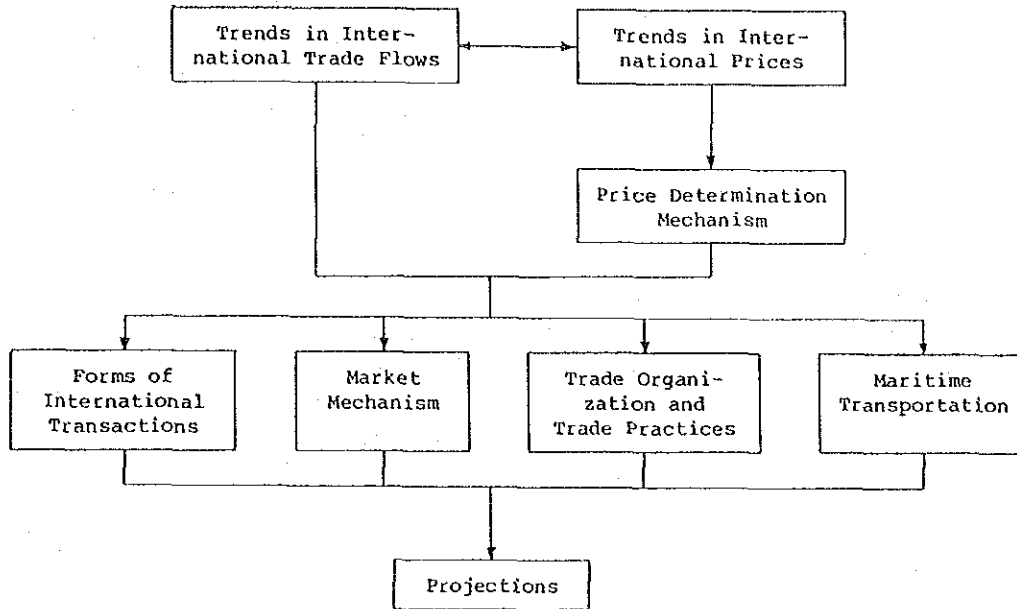 Trends in Inter-
national Trade Flows
Trends in Inter-
national Prices
Price Determination
Mechanism
Forms of
International
Transactions
Market
Mechanism
Trade Organi-
zation and
Trade Practices
Maritime
Transportation
Projections